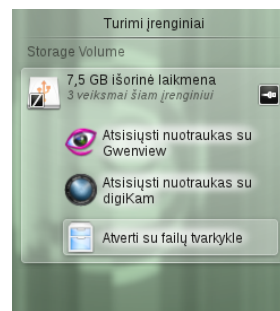 Turimi įrenginiai
Storage Volume
7,5 GB išorinė laikmena
3 veiksmai šiam įrenginiui
Atsisiųsti nuotraukas su
Gwenview
Atsisiųsti nuotraukas su
digiKam
Atverti su failų tvarkykle